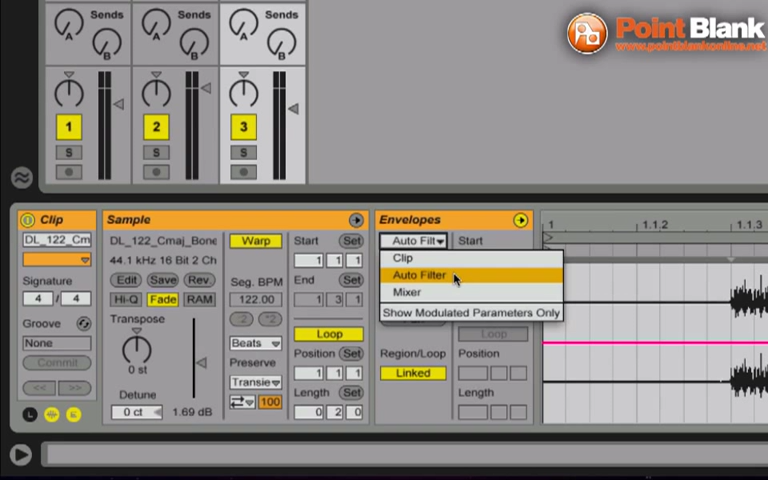 Point Blank
www.pointblankonline.net
Sends
Sends
Sends
A
B
A
B
A
B
1
2
3
S
S
S
Clip
Sample
Envelopes
1
1.1.2
1.1.3
DL_122_Cm
DL_122_Cmaj_Bone
Warp
Start
Set
Auto Filt
Start
44.1 kHz 16 Bit 2 Ch
1
1
1
Clip
Signature
Edit
Save
Rev.
Seg. BPM
End
Set
Auto Filter
4 / 4
Hi-Q
Fade
RAM
122.00
1
3
1
Mixer
Groove
Transpose
:2
*2
Show Modulated Parameters Only
None
Loop
Loop
Commit
Beats
Position
Set
Region/Loop
Position
0 st
Preserve
1
1
1
Linked
<<
>>
Transie
Detune
Length
Set
Length
L
E
0 ct
1.69 dB
100
0
2
0